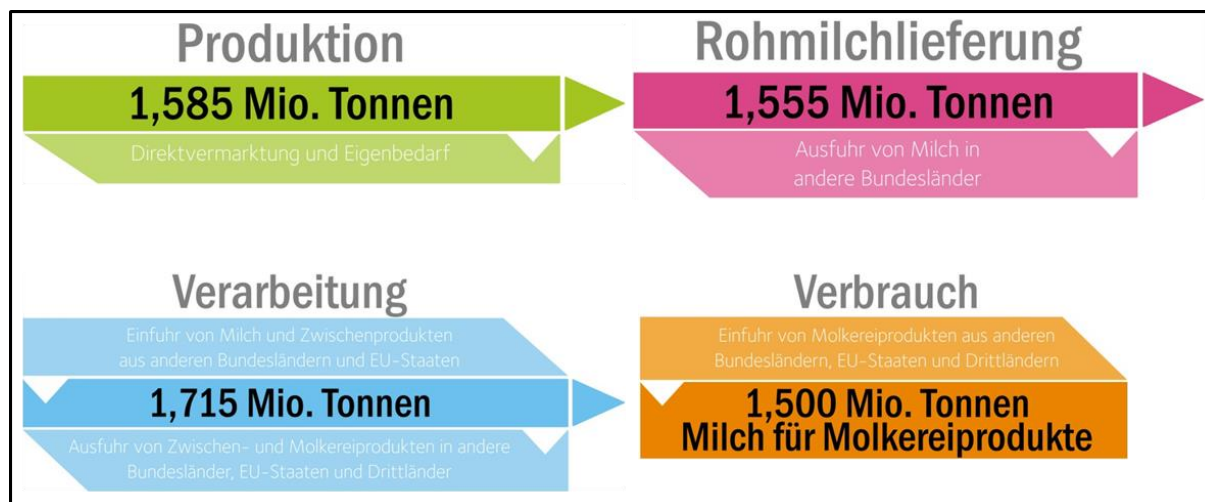 Produktion
1,585 Mio. Tonnen
Direktvermarktung und Eigenbedarf
Rohmilchlieferung
1,555 Mio. Tonnen
Ausfuhr von Milch in
andere Bundesländer
Verarbeitung
Einfuhr von Milch und Zwischenprodukten
aus anderen Bundesländern und EU-Staaten
1,715 Mio. Tonnen
Ausfuhr von Zwischen- und Molkereiprodukten in andere
Bundesländer, EU-Staaten und Drittländer
Verbrauch
Einfuhr von Molkereiprodukten aus anderen
Bundesländern, EU-Staaten und Drittländern
1,500 Mio. Tonnen
Milch für Molkereiprodukte